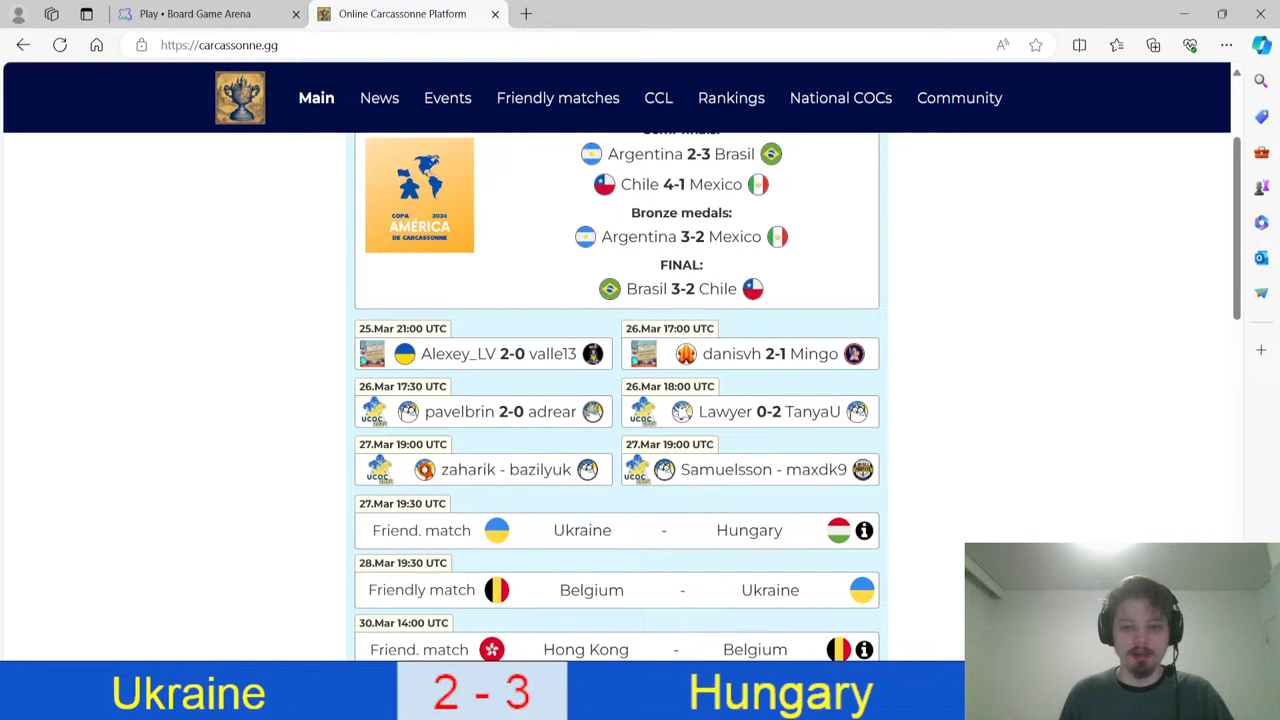 Play • Board Game Arena
Online Carcassonne Platform
https://carcassonne.gg
Main
News
Events
Friendly matches
CCL
Rankings
National COCs
Community
COPA 2024
AMÉRICA
DE CARCASSONNE
Argentina 2-3 Brasil
Chile 4-1 Mexico
Bronze medals:
Argentina 3-2 Mexico
FINAL:
Brasil 3-2 Chile
25.Mar 21:00 UTC
Alexey_LV 2-0 valle13
26.Mar 17:00 UTC
danisvh 2-1 Mingo
26.Mar 17:30 UTC
UCOC
pavelbrin 2-0 adrear
26.Mar 18:00 UTC
UCOC
Lawyer 0-2 TanyaU
27.Mar 19:00 UTC
UCOC
zaharik - bazilyuk
27.Mar 19:00 UTC
UCOC
Samuelsson - maxdk9
27.Mar 19:30 UTC
Friend. match Ukraine - Hungary
28.Mar 19:30 UTC
Friendly match Belgium - Ukraine
30.Mar 14:00 UTC
Friend. match Hong Kong - Belgium
Ukraine 2 - 3 Hungary